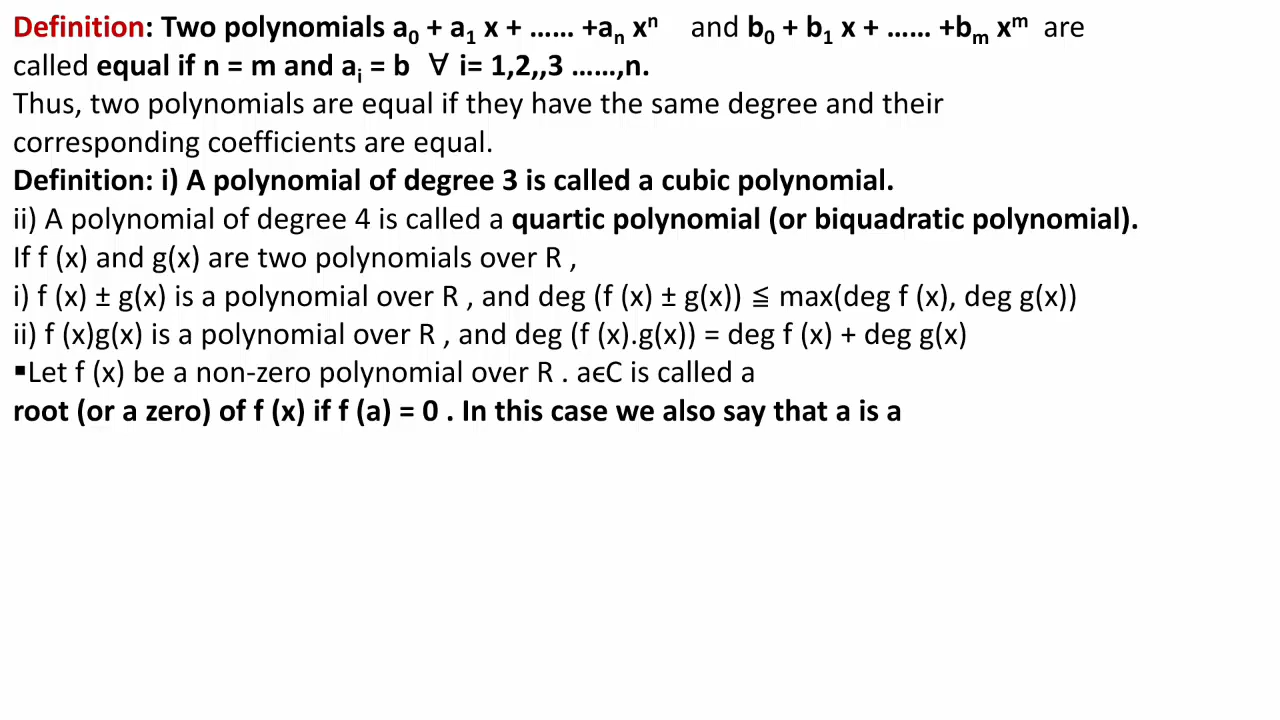 Definition: Two polynomials a₀ + a₁ x + …… +aₙ xⁿ and b₀ + b₁ x + …… +bₘ xᵐ are
called equal if n = m and aᵢ = b ∀ i= 1,2,,3 ……,n.
Thus, two polynomials are equal if they have the same degree and their
corresponding coefficients are equal.
Definition: i) A polynomial of degree 3 is called a cubic polynomial.
ii) A polynomial of degree 4 is called a quartic polynomial (or biquadratic polynomial).
If f (x) and g(x) are two polynomials over R ,
i) f (x) ± g(x) is a polynomial over R , and deg (f (x) ± g(x)) ≦ max(deg f (x), deg g(x))
ii) f (x)g(x) is a polynomial over R , and deg (f (x).g(x)) = deg f (x) + deg g(x)
▪Let f (x) be a non-zero polynomial over R . aϵC is called a
root (or a zero) of f (x) if f (a) = 0 . In this case we also say that a is a